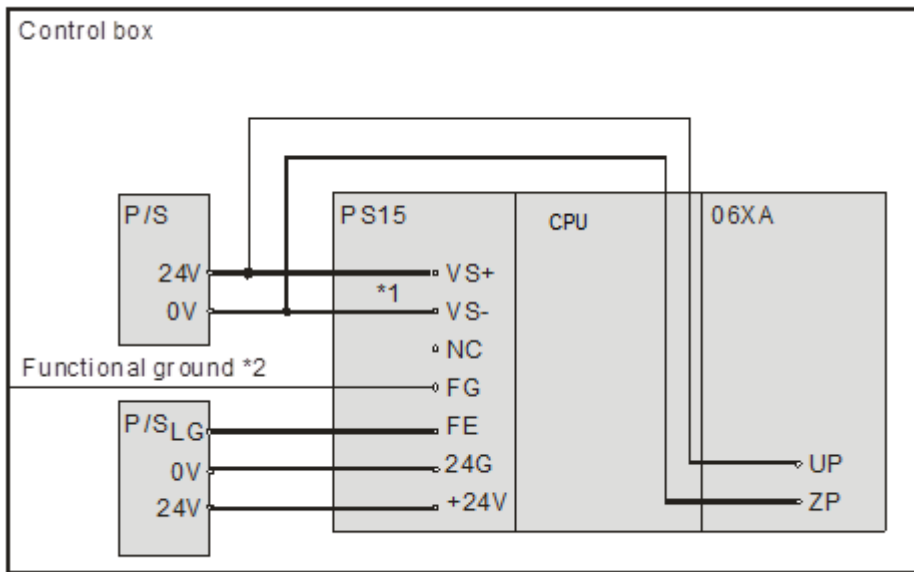 Control box
P/S
PS15
CPU
06XA
24V
VS+
*1
0V
VS-
NC
Functional ground *2
FG
P/S
LG
FE
0V
24G
UP
24V
+24V
ZP